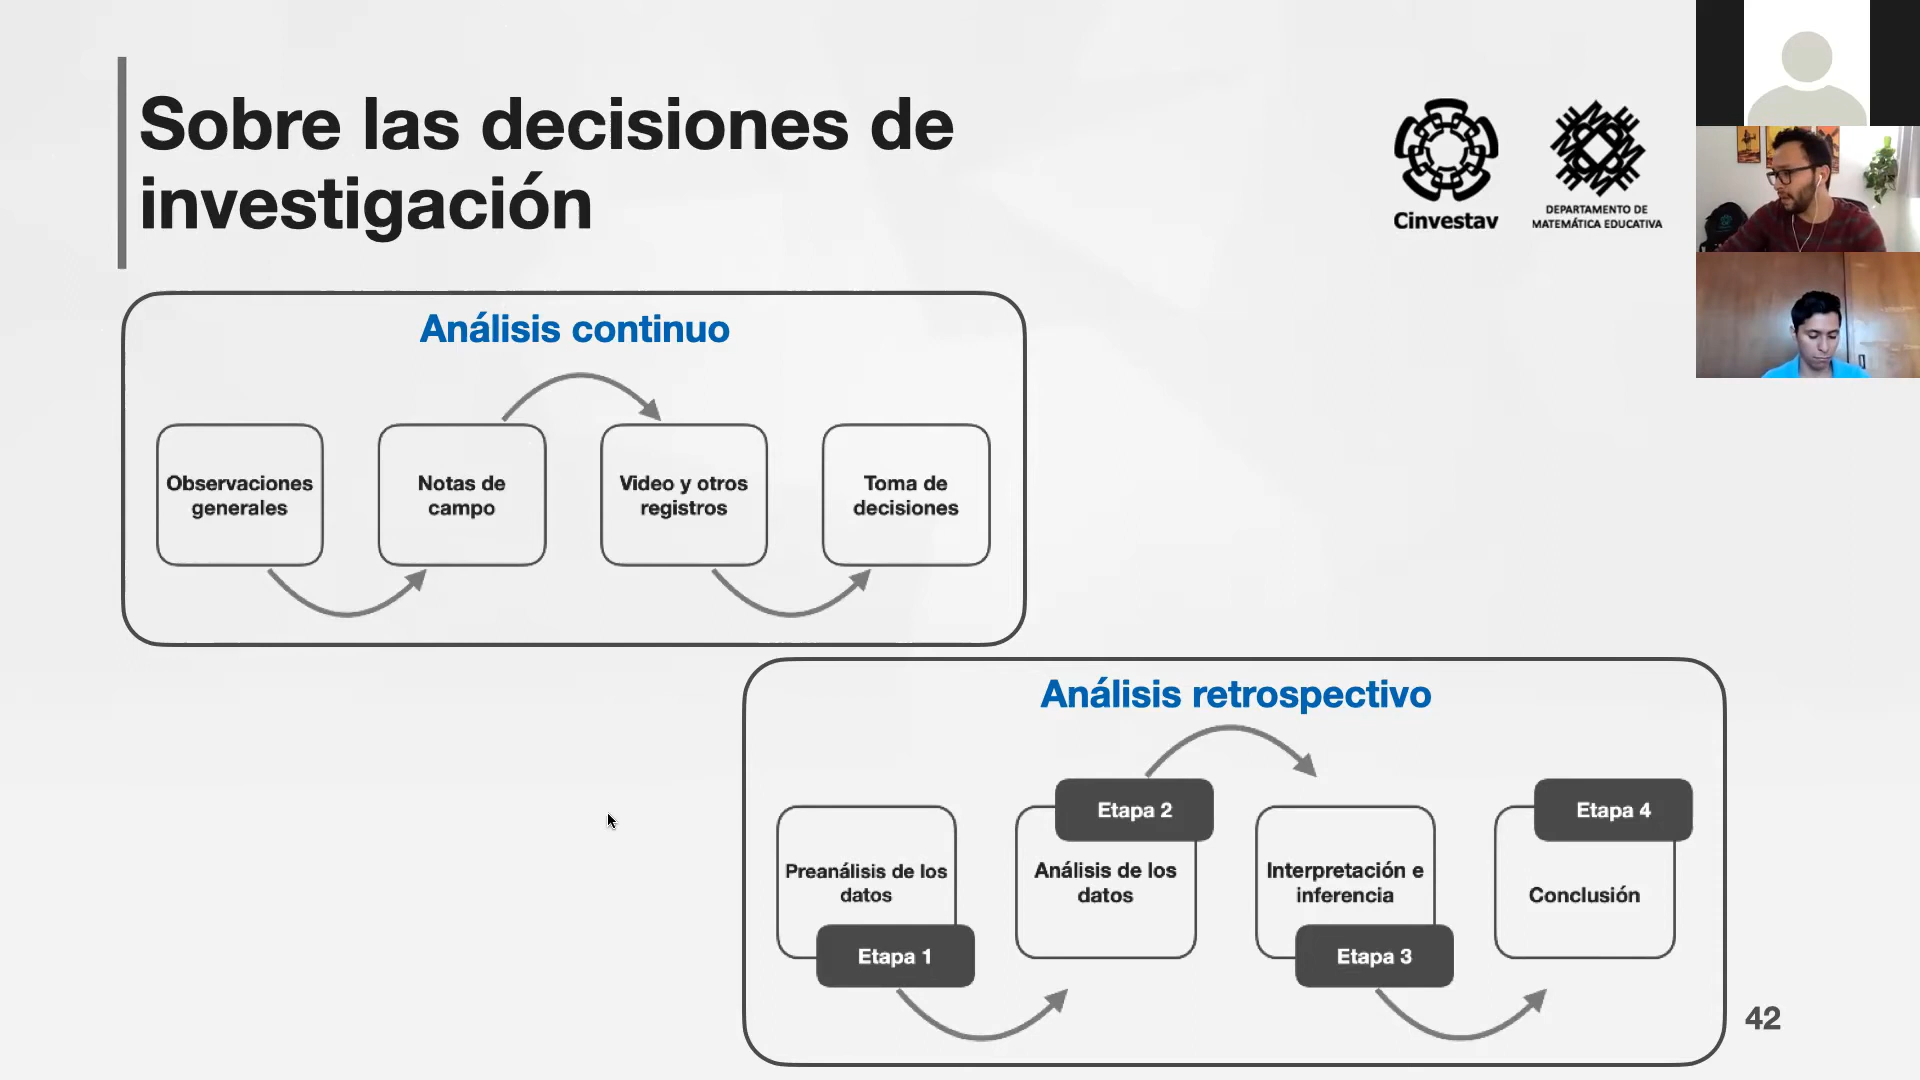 Sobre las decisiones de
investigación
Cinvestav
DEPARTAMENTO DE
MATEMÁTICA EDUCATIVA
Análisis continuo
Observaciones
generales
Notas de
campo
Video y otros
registros
Toma de
decisiones
Análisis retrospectivo
Preanálisis de los
datos
Etapa 1
Etapa 2
Análisis de los
datos
Interpretación e
inferencia
Etapa 3
Etapa 4
Conclusión
42